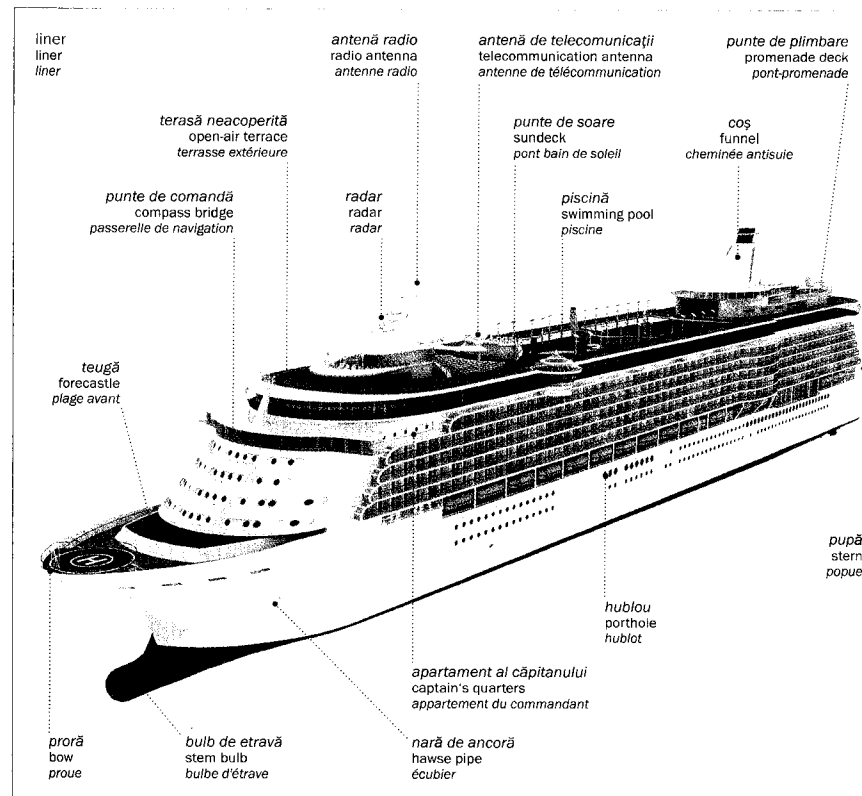 liner
liner
liner
antenă radio
radio antenna
antenne radio
antenă de telecomunicații
telecommunication antenna
antenne de télécommunication
punte de plimbare
promenade deck
pont-promenade
terasă neacoperită
open-air terrace
terrasse extérieure
punte de soare
sundeck
pont bain de soleil
coș
funnel
cheminée antisuie
punte de comandă
compass bridge
passerelle de navigation
radar
radar
radar
piscină
swimming pool
piscine
teugă
forecastle
plage avant
H
pupă
stern
popue
hublou
porthole
hublot
apartament al căpitanului
captain's quarters
appartement du commandant
proră
bow
proue
bulb de etravă
stem bulb
bulbe d'étrave
nară de ancoră
hawse pipe
écubier